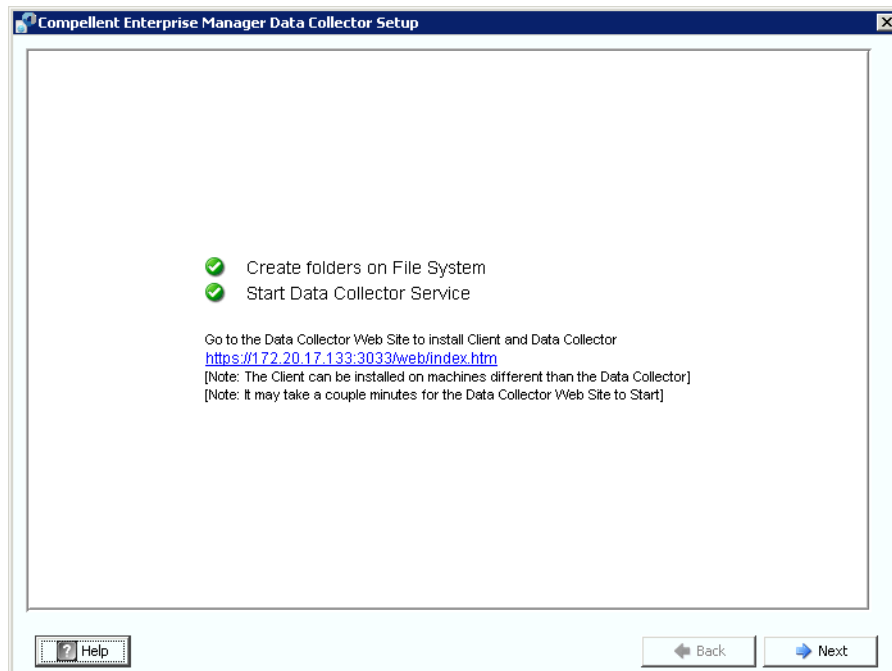 Compellent Enterprise Manager Data Collector Setup
Create folders on File System
Start Data Collector Service
Go to the Data Collector Web Site to install Client and Data Collector
https://172.20.17.133:3033/web/index.htm
[Note: The Client can be installed on machines different than the Data Collector]
[Note: It may take a couple minutes for the Data Collector Web Site to Start]
Help
Back
Next